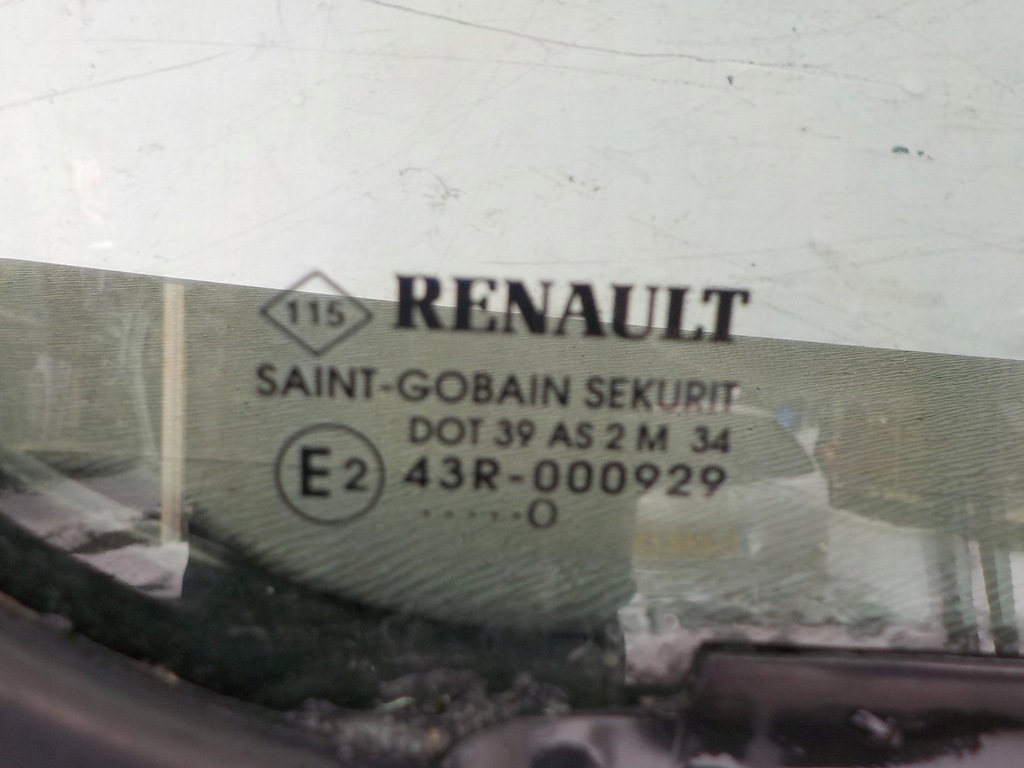 115 RENAULT
SAINT-GOBAIN SEKURIT
DOT 39 AS 2 M 34
E2 43R-000929
.....O